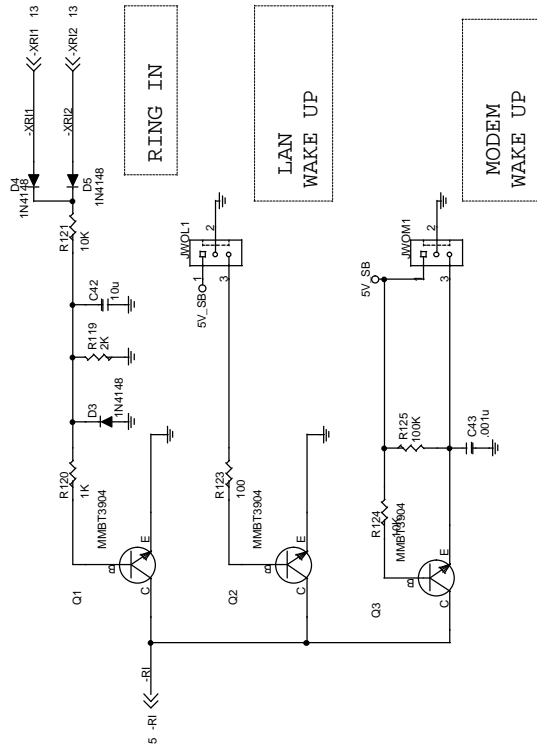 -XRI1 13
-XRI2 13
-XRI1
-XRI2
D4
1N4148
D5
1N4148
R121
10K
C42
10u
R119
2K
D3
1N4148
R120
1K
MMBT3904
B
E
C
Q1
RING IN
JWOL1
1
2
3
5V_SB
R123
100
MMBT3904
B
E
C
Q2
LAN
WAKE UP
JWOM1
1
2
3
5V_SB
R125
100K
C43
.001u
R124
10K
MMBT3904
B
E
C
Q3
MODEM
WAKE UP
5 -RI
-RI